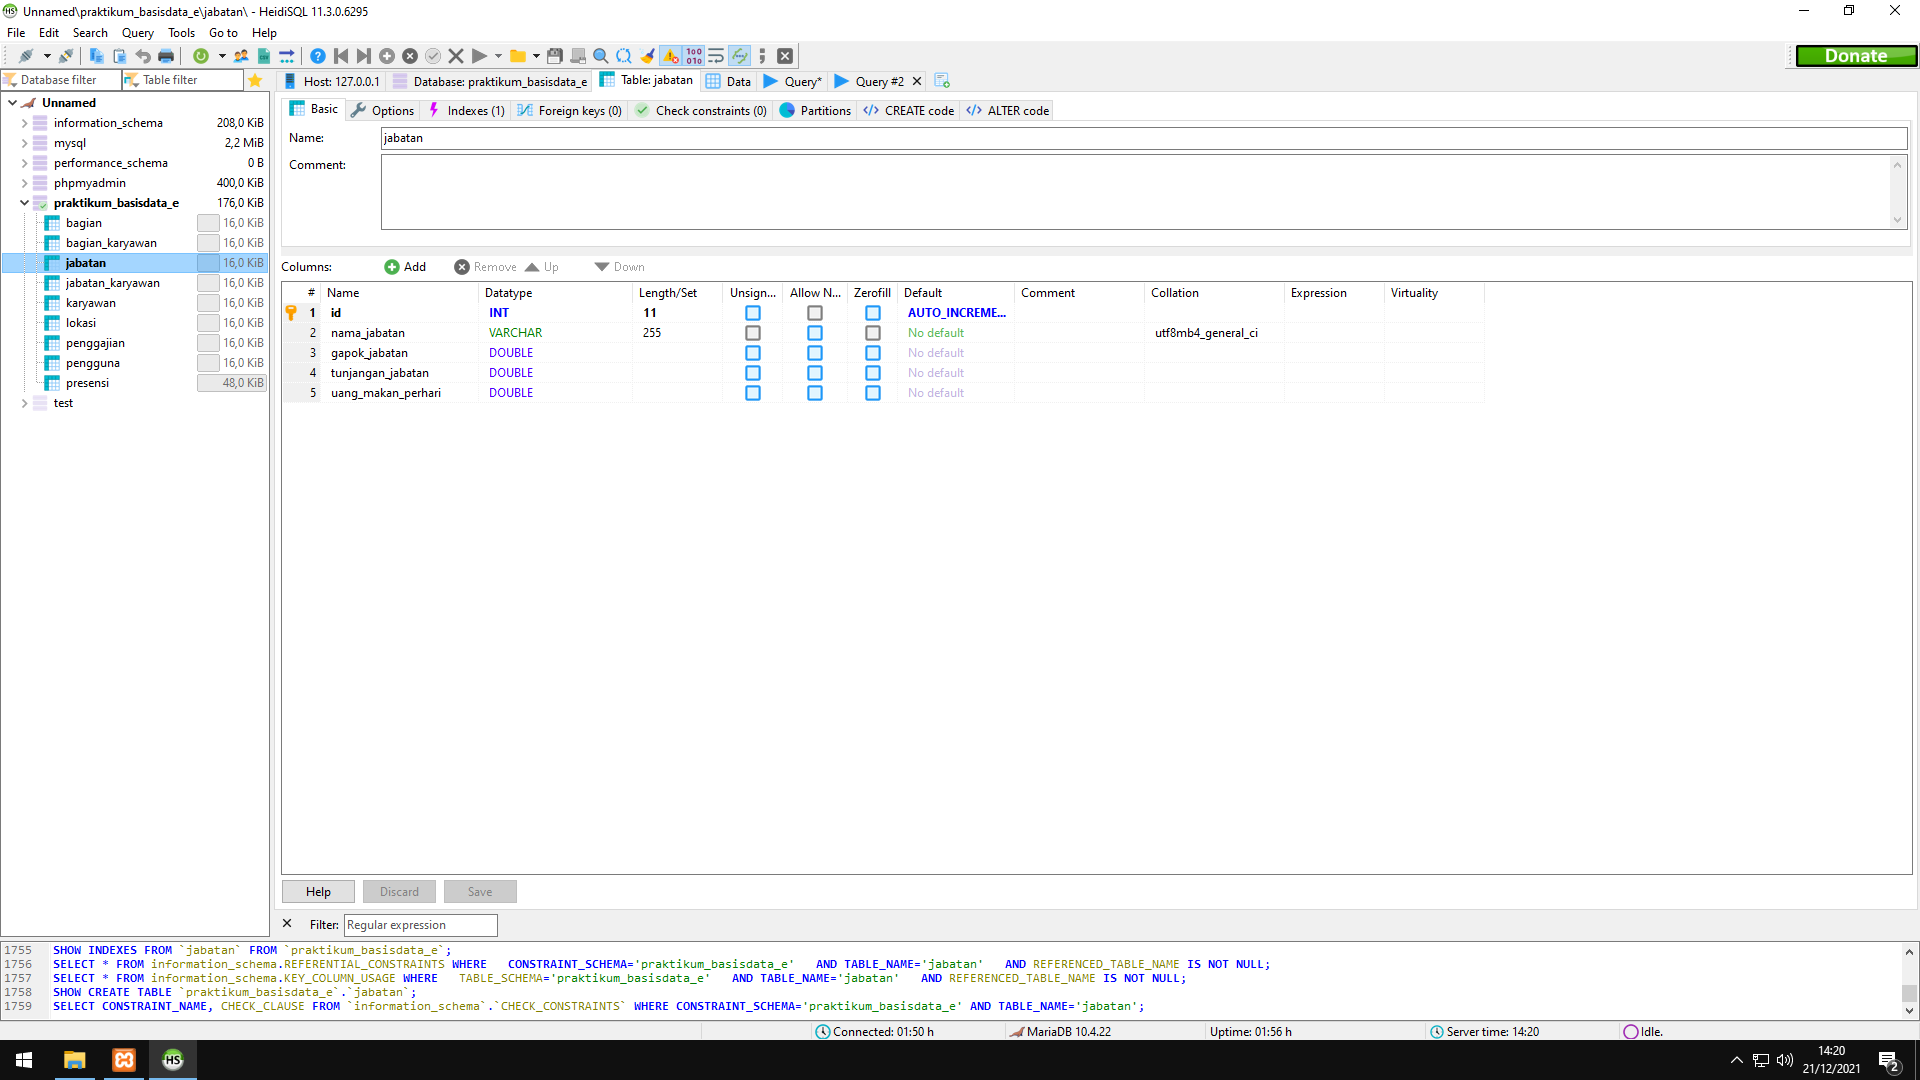 Unnamed\praktikum_basisdata_e\jabatan\ - HeidiSQL 11.3.0.6295
File Edit Search Query Tools Go to Help
Donate
Database filter Table filter
Host: 127.0.0.1 Database: praktikum_basisdata_e Table: jabatan Data Query* Query #2
Unnamed
information_schema 208,0 KiB
mysql 2,2 MiB
performance_schema 0 B
phpmyadmin 400,0 KiB
praktikum_basisdata_e 176,0 KiB
bagian 16,0 KiB
bagian_karyawan 16,0 KiB
jabatan 16,0 KiB
jabatan_karyawan 16,0 KiB
karyawan 16,0 KiB
lokasi 16,0 KiB
penggajian 16,0 KiB
pengguna 16,0 KiB
presensi 48,0 KiB
test
Basic Options Indexes (1) Foreign keys (0) Check constraints (0) Partitions CREATE code ALTER code
Name: jabatan
Comment:
Columns: Add Remove Up Down
# Name Datatype Length/Set Unsign... Allow N... Zerofill Default Comment Collation Expression Virtuality
1 id INT 11 AUTO_INCREME...
2 nama_jabatan VARCHAR 255 No default utf8mb4_general_ci
3 gapok_jabatan DOUBLE No default
4 tunjangan_jabatan DOUBLE No default
5 uang_makan_perhari DOUBLE No default
Help Discard Save
Filter: Regular expression
1755 SHOW INDEXES FROM `jabatan` FROM `praktikum_basisdata_e`;
1756 SELECT * FROM information_schema.REFERENTIAL_CONSTRAINTS WHERE   CONSTRAINT_SCHEMA='praktikum_basisdata_e'   AND TABLE_NAME='jabatan'   AND REFERENCED_TABLE_NAME IS NOT NULL;
1757 SELECT * FROM information_schema.KEY_COLUMN_USAGE WHERE   TABLE_SCHEMA='praktikum_basisdata_e'   AND TABLE_NAME='jabatan'   AND REFERENCED_TABLE_NAME IS NOT NULL;
1758 SHOW CREATE TABLE `praktikum_basisdata_e`.`jabatan`;
1759 SELECT CONSTRAINT_NAME, CHECK_CLAUSE FROM `information_schema`.`CHECK_CONSTRAINTS` WHERE CONSTRAINT_SCHEMA='praktikum_basisdata_e' AND TABLE_NAME='jabatan';
Connected: 01:50 h MariaDB 10.4.22 Uptime: 01:56 h Server time: 14:20 Idle.
HS
14:20
21/12/2021
2